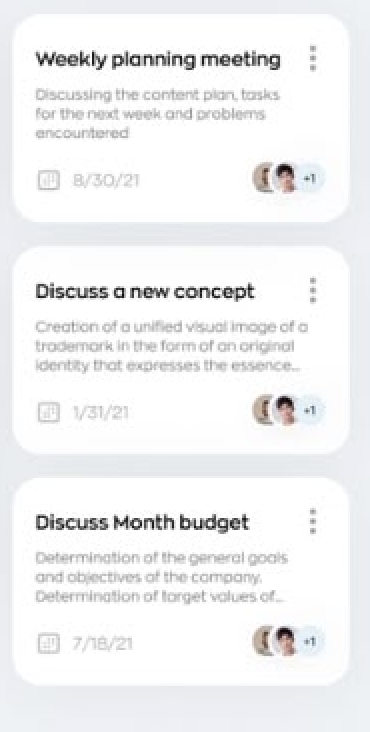 Weekly planning meeting
Discussing the content plan, tasks
for the next week and problems
encountered
8/30/21
+1
Discuss a new concept
Creation of a unified visual image of a
trademark in the form of an original
identity that expresses the essence...
1/31/21
+1
Discuss Month budget
Determination of the general goals
and objectives of the company.
Determination of target values of...
7/18/21
+1